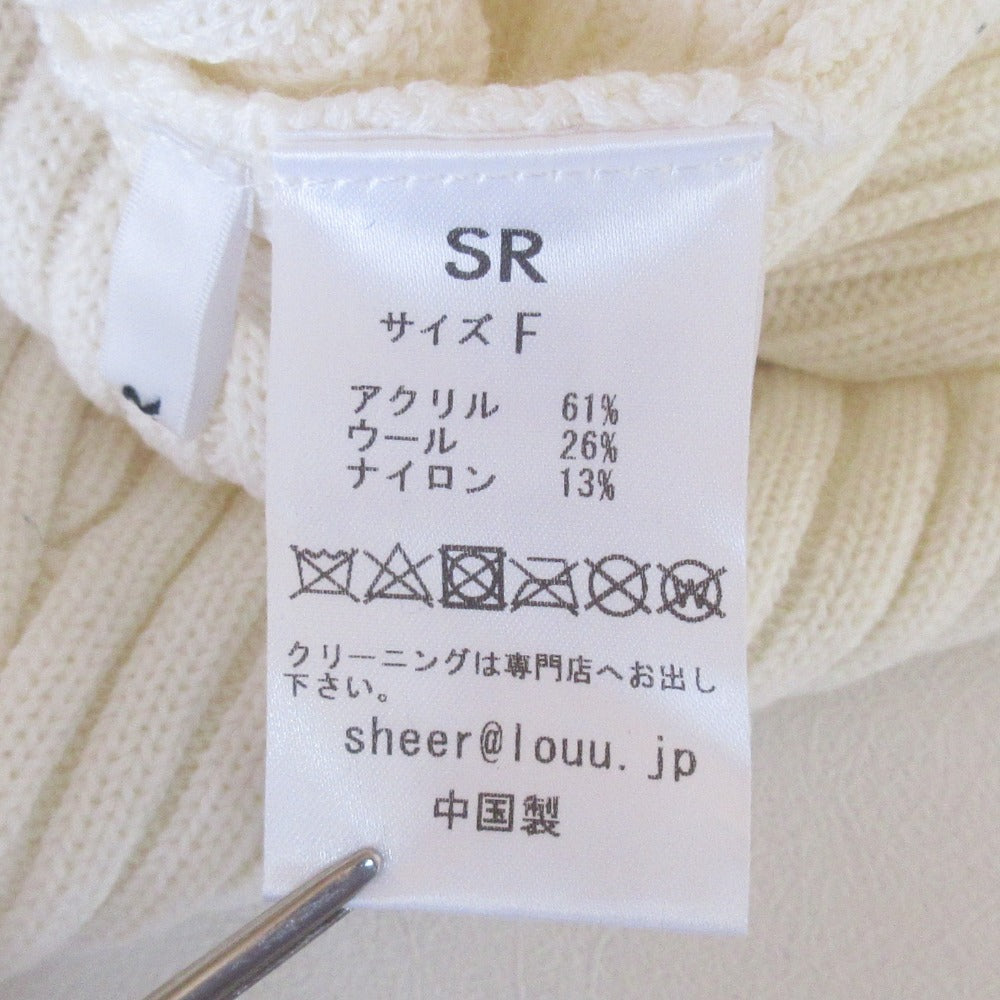 SR
サイズ F
アクリル 61%
ウール 26%
ナイロン 13%
クリーニングは専門店へお出し
下さい。
sheer@louu.jp
中国製